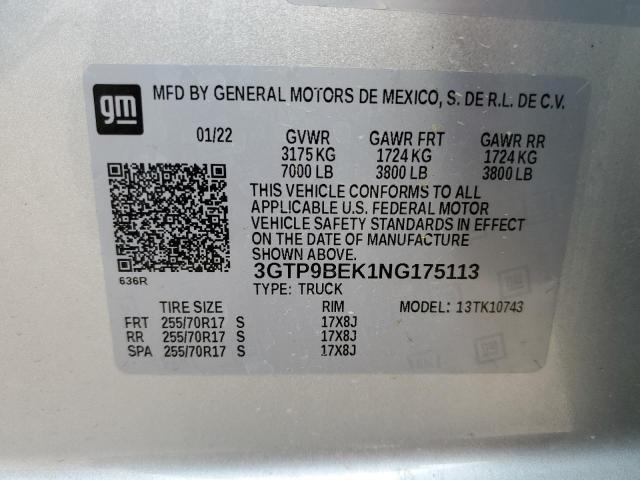 gm
MFD BY GENERAL MOTORS DE MEXICO, S. DE R.L. DE C.V.
01/22 GVWR GAWR FRT GAWR RR
3175 KG 1724 KG 1724 KG
7000 LB 3800 LB 3800 LB
THIS VEHICLE CONFORMS TO ALL
APPLICABLE U.S. FEDERAL MOTOR
VEHICLE SAFETY STANDARDS IN EFFECT
ON THE DATE OF MANUFACTURE
SHOWN ABOVE.
636R
3GTP9BEK1NG175113
TYPE: TRUCK
TIRE SIZE RIM MODEL: 13TK10743
FRT 255/70R17 S 17X8J
RR 255/70R17 S 17X8J
SPA 255/70R17 S 17X8J